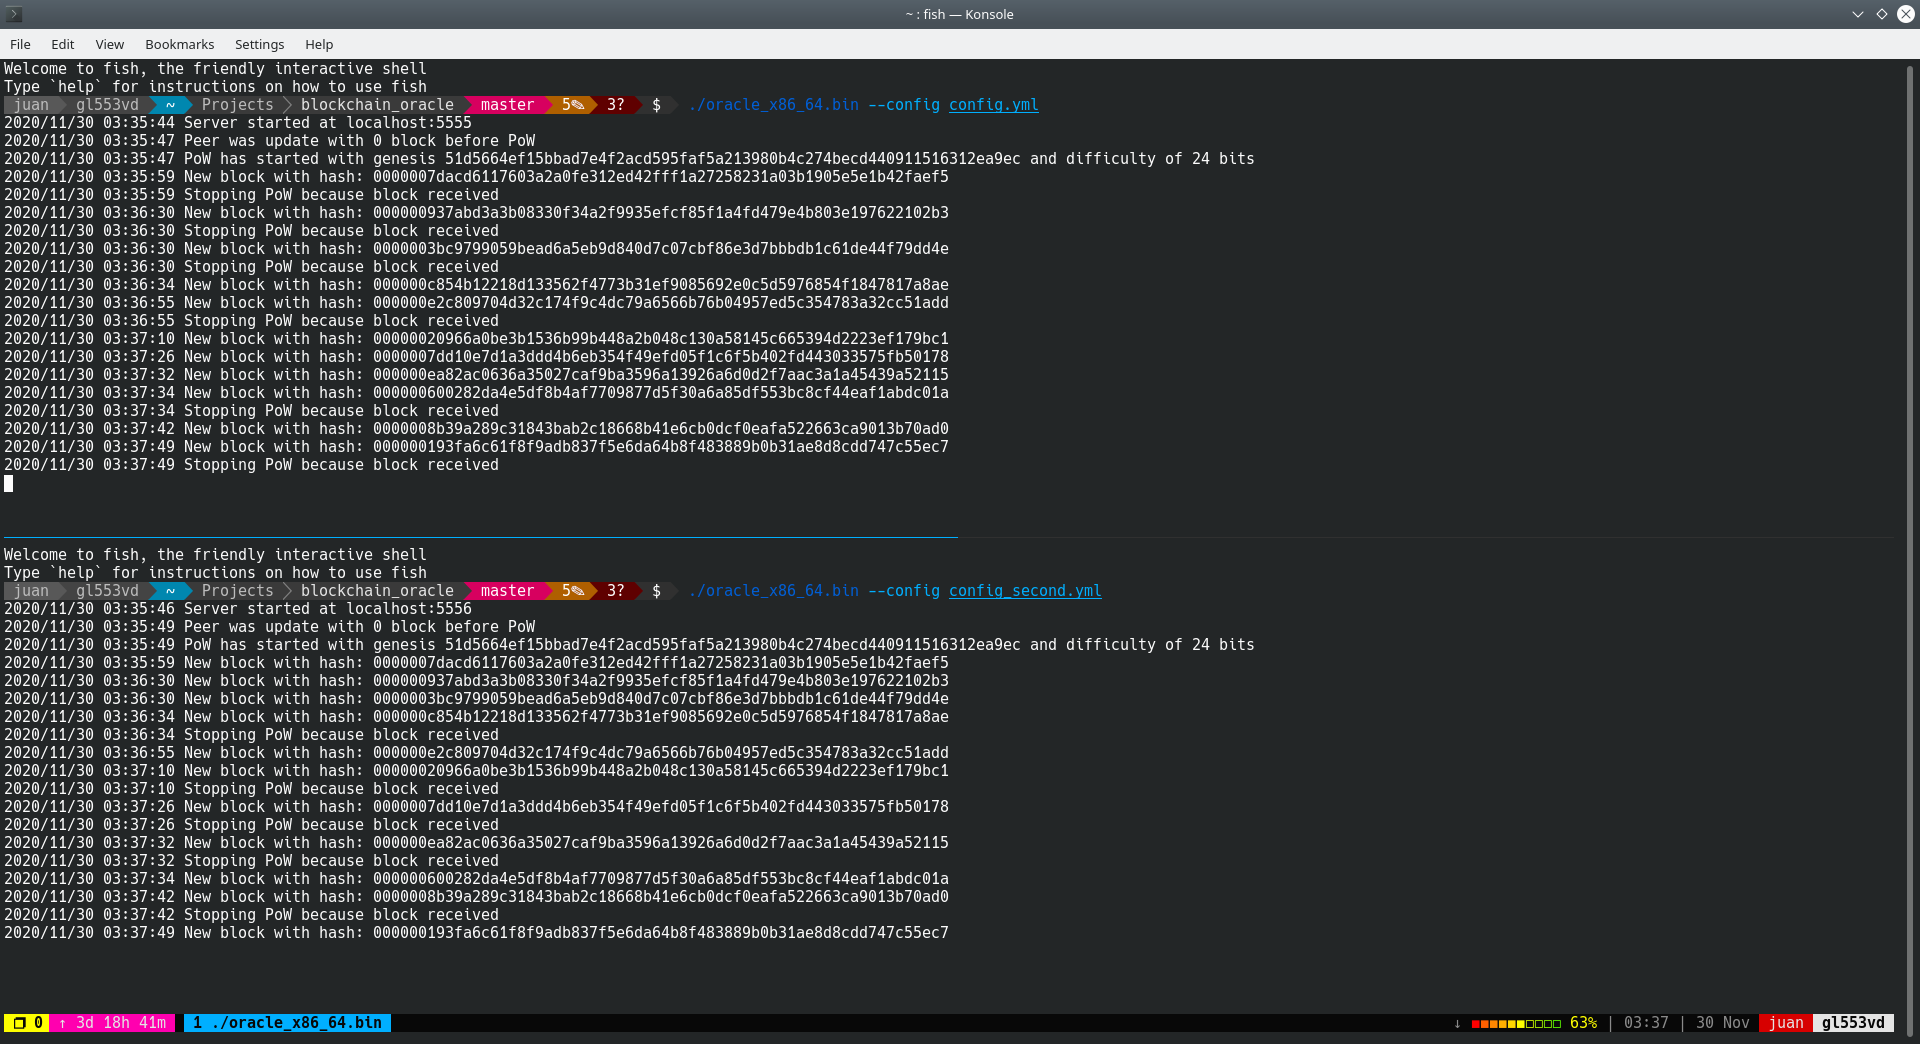 ~ : fish — Konsole
File Edit View Bookmarks Settings Help
Welcome to fish, the friendly interactive shell
Type `help` for instructions on how to use fish
juan gl553vd ~ Projects blockchain_oracle master 5✎ 3? $ ./oracle_x86_64.bin --config config.yml
2020/11/30 03:35:44 Server started at localhost:5555
2020/11/30 03:35:47 Peer was update with 0 block before PoW
2020/11/30 03:35:47 PoW has started with genesis 51d5664ef15bbad7e4f2acd595faf5a213980b4c274becd440911516312ea9ec and difficulty of 24 bits
2020/11/30 03:35:59 New block with hash: 0000007dacd6117603a2a0fe312ed42fff1a27258231a03b1905e5e1b42faef5
2020/11/30 03:35:59 Stopping PoW because block received
2020/11/30 03:36:30 New block with hash: 000000937abd3a3b08330f34a2f9935efcf85f1a4fd479e4b803e197622102b3
2020/11/30 03:36:30 Stopping PoW because block received
2020/11/30 03:36:30 New block with hash: 0000003bc9799059bead6a5eb9d840d7c07cbf86e3d7bbbdb1c61de44f79dd4e
2020/11/30 03:36:30 Stopping PoW because block received
2020/11/30 03:36:34 New block with hash: 000000c854b12218d133562f4773b31ef9085692e0c5d5976854f1847817a8ae
2020/11/30 03:36:55 New block with hash: 000000e2c809704d32c174f9c4dc79a6566b76b04957ed5c354783a32cc51add
2020/11/30 03:36:55 Stopping PoW because block received
2020/11/30 03:37:10 New block with hash: 00000020966a0be3b1536b99b448a2b048c130a58145c665394d2223ef179bc1
2020/11/30 03:37:26 New block with hash: 0000007dd10e7d1a3ddd4b6eb354f49efd05f1c6f5b402fd443033575fb50178
2020/11/30 03:37:32 New block with hash: 000000ea82ac0636a35027caf9ba3596a13926a6d0d2f7aac3a1a45439a52115
2020/11/30 03:37:34 New block with hash: 000000600282da4e5df8b4af7709877d5f30a6a85df553bc8cf44eaf1abdc01a
2020/11/30 03:37:34 Stopping PoW because block received
2020/11/30 03:37:42 New block with hash: 0000008b39a289c31843bab2c18668b41e6cb0dcf0eafa522663ca9013b70ad0
2020/11/30 03:37:49 New block with hash: 000000193fa6c61f8f9adb837f5e6da64b8f483889b0b31ae8d8cdd747c55ec7
2020/11/30 03:37:49 Stopping PoW because block received
Welcome to fish, the friendly interactive shell
Type `help` for instructions on how to use fish
juan gl553vd ~ Projects blockchain_oracle master 5✎ 3? $ ./oracle_x86_64.bin --config config_second.yml
2020/11/30 03:35:46 Server started at localhost:5556
2020/11/30 03:35:49 Peer was update with 0 block before PoW
2020/11/30 03:35:49 PoW has started with genesis 51d5664ef15bbad7e4f2acd595faf5a213980b4c274becd440911516312ea9ec and difficulty of 24 bits
2020/11/30 03:35:59 New block with hash: 0000007dacd6117603a2a0fe312ed42fff1a27258231a03b1905e5e1b42faef5
2020/11/30 03:36:30 New block with hash: 000000937abd3a3b08330f34a2f9935efcf85f1a4fd479e4b803e197622102b3
2020/11/30 03:36:30 New block with hash: 0000003bc9799059bead6a5eb9d840d7c07cbf86e3d7bbbdb1c61de44f79dd4e
2020/11/30 03:36:34 New block with hash: 000000c854b12218d133562f4773b31ef9085692e0c5d5976854f1847817a8ae
2020/11/30 03:36:34 Stopping PoW because block received
2020/11/30 03:36:55 New block with hash: 000000e2c809704d32c174f9c4dc79a6566b76b04957ed5c354783a32cc51add
2020/11/30 03:37:10 New block with hash: 00000020966a0be3b1536b99b448a2b048c130a58145c665394d2223ef179bc1
2020/11/30 03:37:10 Stopping PoW because block received
2020/11/30 03:37:26 New block with hash: 0000007dd10e7d1a3ddd4b6eb354f49efd05f1c6f5b402fd443033575fb50178
2020/11/30 03:37:26 Stopping PoW because block received
2020/11/30 03:37:32 New block with hash: 000000ea82ac0636a35027caf9ba3596a13926a6d0d2f7aac3a1a45439a52115
2020/11/30 03:37:32 Stopping PoW because block received
2020/11/30 03:37:34 New block with hash: 000000600282da4e5df8b4af7709877d5f30a6a85df553bc8cf44eaf1abdc01a
2020/11/30 03:37:42 New block with hash: 0000008b39a289c31843bab2c18668b41e6cb0dcf0eafa522663ca9013b70ad0
2020/11/30 03:37:42 Stopping PoW because block received
2020/11/30 03:37:49 New block with hash: 000000193fa6c61f8f9adb837f5e6da64b8f483889b0b31ae8d8cdd747c55ec7
❐ 0 ↑ 3d 18h 41m 1 ./oracle_x86_64.bin ↓ ■■■■■■□□□□ 63% | 03:37 | 30 Nov juan gl553vd